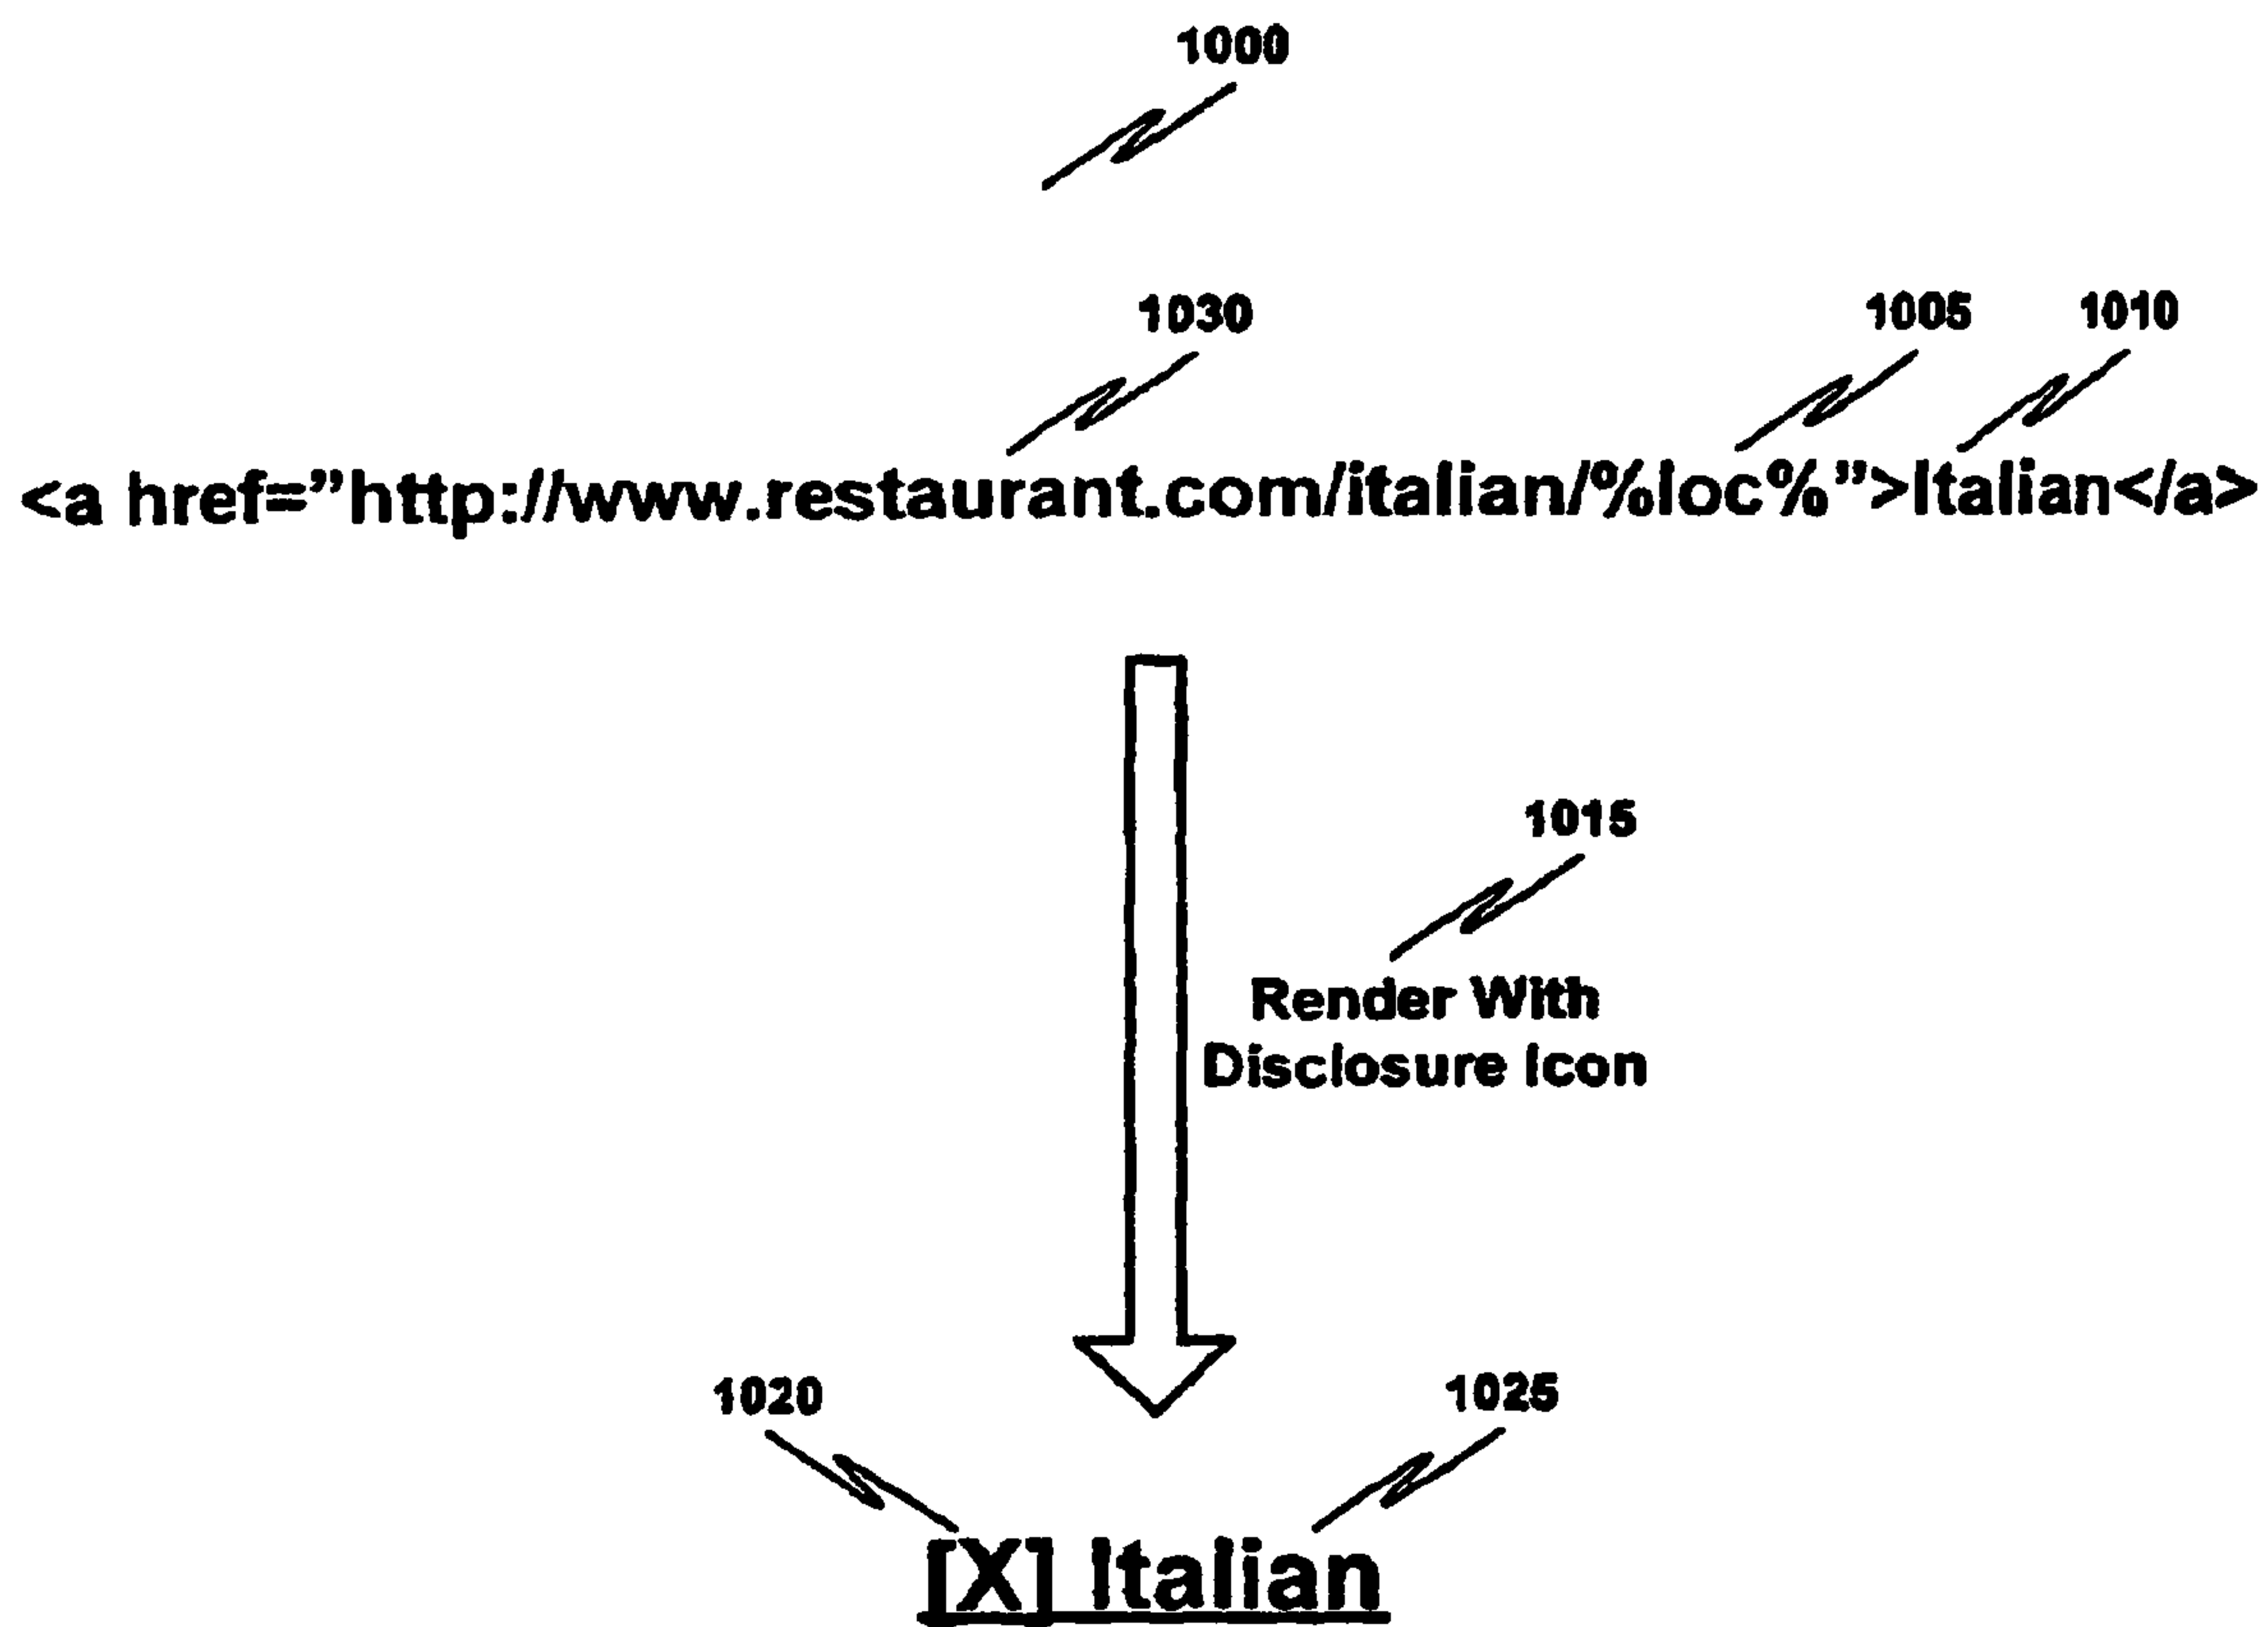 1000
1030 1005 1010
<a href=”http://www.restaurant.com/italian/%loc%”>Italian</a>
1015
Render With
Disclosure Icon
1020 1025
[X] Italian